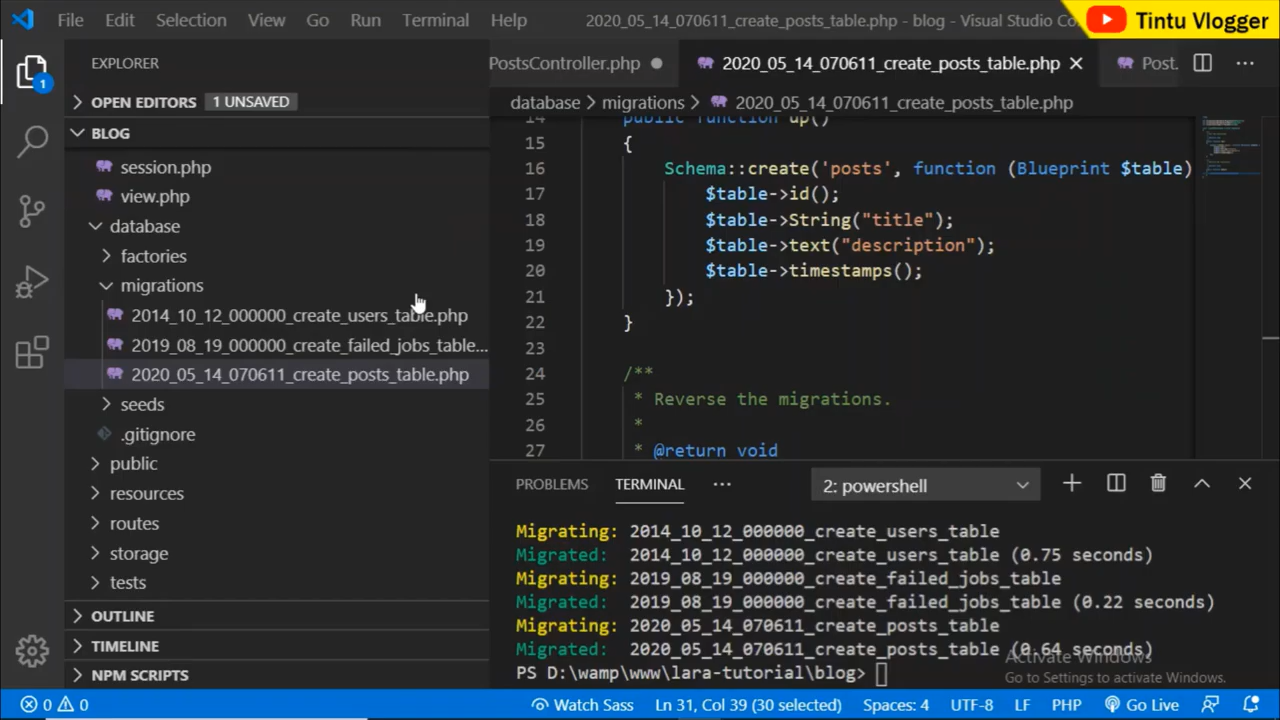 File Edit Selection View Go Run Terminal Help 2020_05_14_070611_create_posts_table.php - blog - Visual Studio Co
Tintu Vlogger
EXPLORER
1
OPEN EDITORS 1 UNSAVED
BLOG
session.php
view.php
database
factories
migrations
2014_10_12_000000_create_users_table.php
2019_08_19_000000_create_failed_jobs_table...
2020_05_14_070611_create_posts_table.php
seeds
.gitignore
public
resources
routes
storage
tests
OUTLINE
TIMELINE
NPM SCRIPTS
PostsController.php 2020_05_14_070611_create_posts_table.php Post.
database migrations 2020_05_14_070611_create_posts_table.php
14 public function up()
15 {
16 Schema::create('posts', function (Blueprint $table)
17 $table->id();
18 $table->String("title");
19 $table->text("description");
20 $table->timestamps();
21 });
22 }
23
24 /**
25 * Reverse the migrations.
26 *
27 * @return void
PROBLEMS TERMINAL ... 2: powershell
Migrating: 2014_10_12_000000_create_users_table
Migrated: 2014_10_12_000000_create_users_table (0.75 seconds)
Migrating: 2019_08_19_000000_create_failed_jobs_table
Migrated: 2019_08_19_000000_create_failed_jobs_table (0.22 seconds)
Migrating: 2020_05_14_070611_create_posts_table
Migrated: 2020_05_14_070611_create_posts_table (0.64 seconds)
PS D:\wamp\www\lara-tutorial\blog>
Activate Windows
Go to Settings to activate Windows.
0 0 Watch Sass Ln 31, Col 39 (30 selected) Spaces: 4 UTF-8 LF PHP Go Live